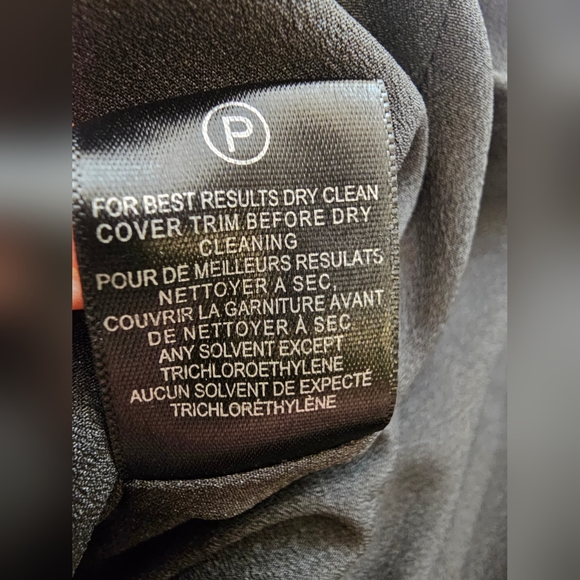 P
FOR BEST RESULTS DRY CLEAN
COVER TRIM BEFORE DRY
CLEANING
POUR DE MEILLEURS RESULATS
NETTOYER A SEC.
COUVRIR LA GARNITURE AVANT
DE NETTOYER À SEC
ANY SOLVENT EXCEPT
TRICHLOROETHYLENE
AUCUN SOLVENT DE EXPECTÉ
TRICHLORÉTHYLÈNE